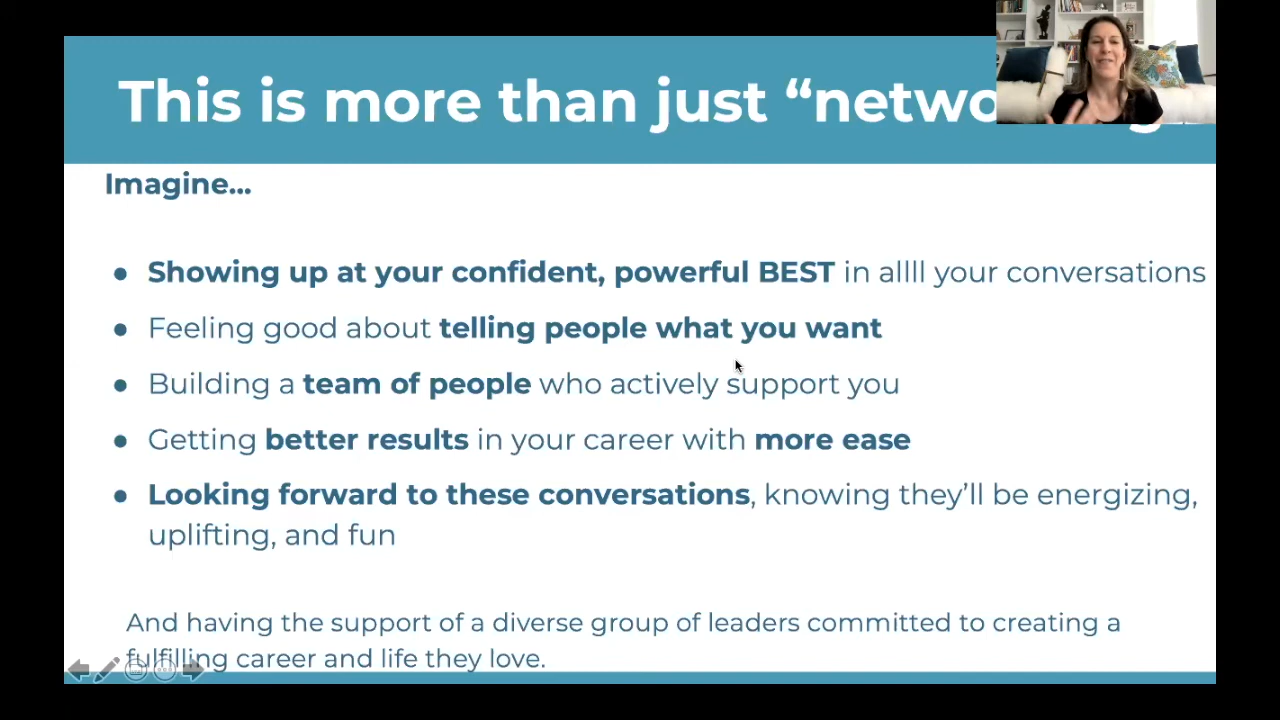 This is more than just “netwo
Imagine...
● Showing up at your confident, powerful BEST in allll your conversations
● Feeling good about telling people what you want
● Building a team of people who actively support you
● Getting better results in your career with more ease
● Looking forward to these conversations, knowing they’ll be energizing,
uplifting, and fun
And having the support of a diverse group of leaders committed to creating a
fulfilling career and life they love.